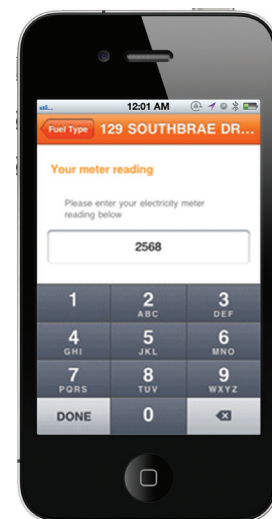 12:01 AM
Fuel Type 129 SOUTHBRAE DR...
Your meter reading
Please enter your electricity meter
reading below
2568
1 2 3
ABC DEF
4 5 6
GHI JKL MNO
7 8 9
PQRS TUV WXYZ
DONE 0